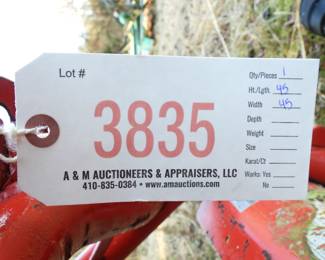 Lot #
3835
A & M AUCTIONEERS & APPRAISERS, LLC
410-835-0384 • www.amauctions.com
Qty/Pieces 1
Ht./Lgth. 45
Width 45
Depth
Weight
Size
Karat/Ct
Works: Yes
No